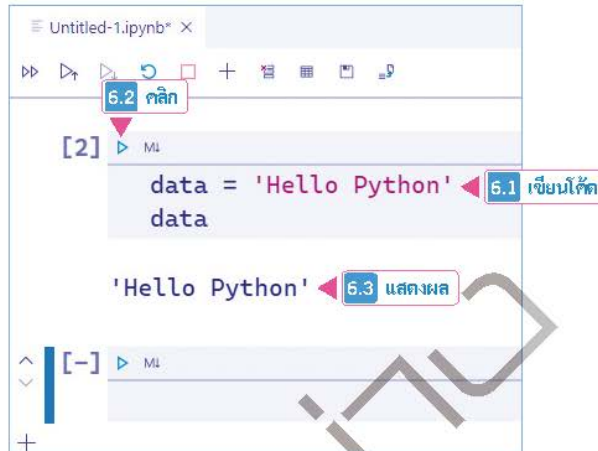 Untitled-1.ipynb*
6.2 คลิก
[2] M↓
data = 'Hello Python' 6.1 เขียนโค้ด
data
'Hello Python' 6.3 แสดงผล
[-] M↓